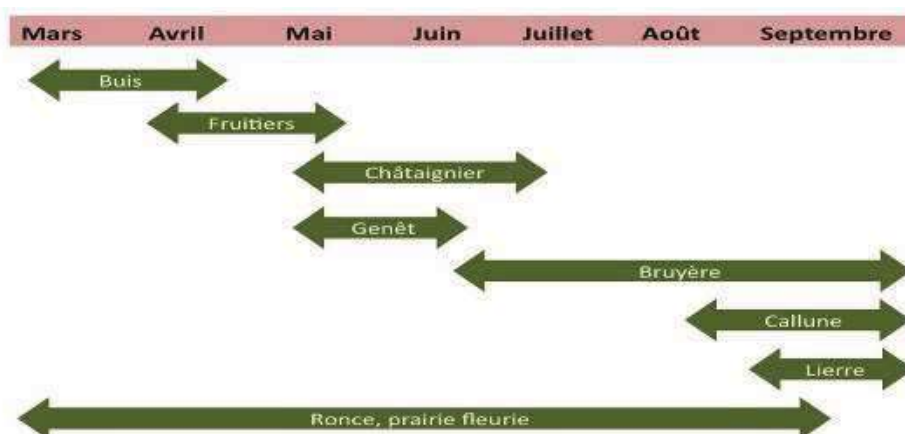 Mars Avril Mai Juin Juillet Août Septembre
Buis
Fruitiers
Châtaignier
Genêt
Bruyère
Callune
Lierre
Ronce, prairie fleurie